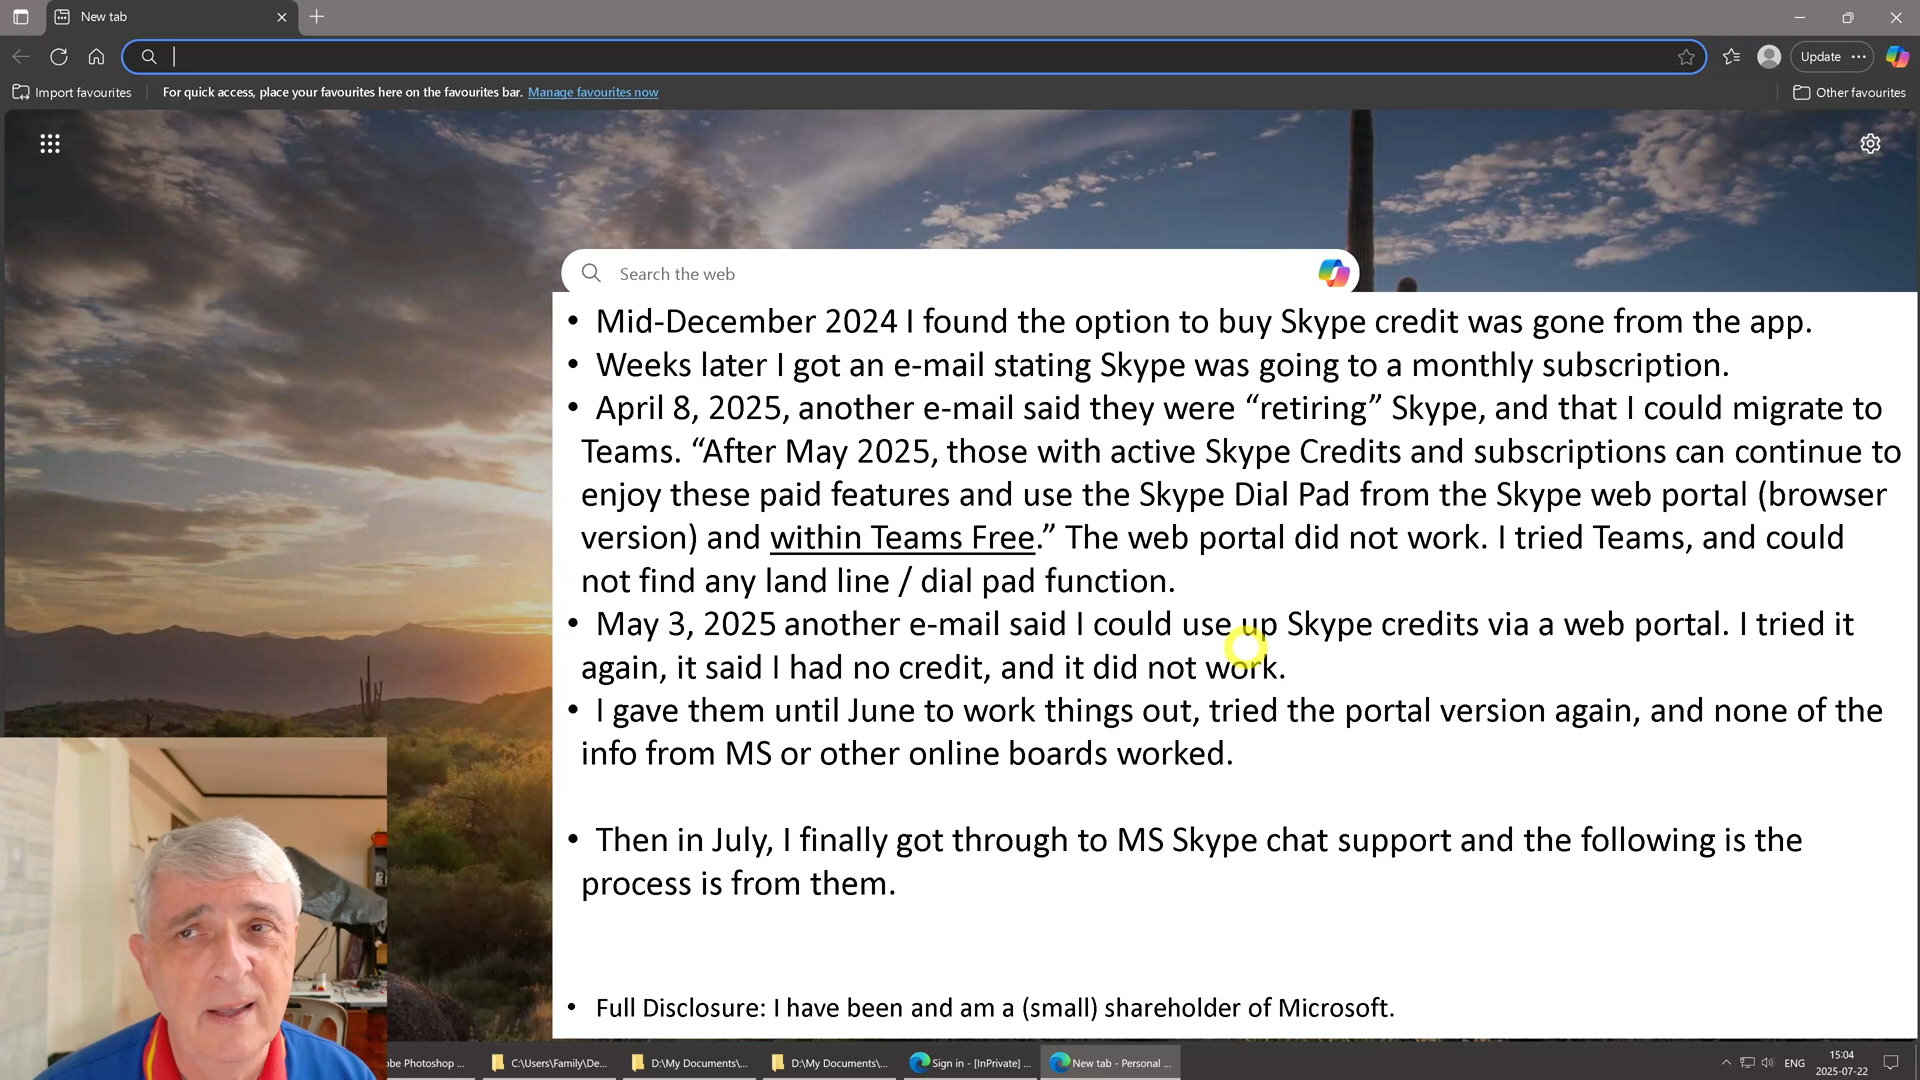 New tab
Update
Import favourites
For quick access, place your favourites here on the favourites bar. Manage favourites now
Other favourites
Search the web
• Mid-December 2024 I found the option to buy Skype credit was gone from the app.
• Weeks later I got an e-mail stating Skype was going to a monthly subscription.
• April 8, 2025, another e-mail said they were “retiring” Skype, and that I could migrate to
Teams. “After May 2025, those with active Skype Credits and subscriptions can continue to
enjoy these paid features and use the Skype Dial Pad from the Skype web portal (browser
version) and within Teams Free.” The web portal did not work. I tried Teams, and could
not find any land line / dial pad function.
• May 3, 2025 another e-mail said I could use up Skype credits via a web portal. I tried it
again, it said I had no credit, and it did not work.
• I gave them until June to work things out, tried the portal version again, and none of the
info from MS or other online boards worked.
• Then in July, I finally got through to MS Skype chat support and the following is the
process is from them.
• Full Disclosure: I have been and am a (small) shareholder of Microsoft.
obe Photoshop ...
C:\Users\Family\De...
D:\My Documents\...
D:\My Documents\...
Sign in - [InPrivate] ...
New tab - Personal ...
ENG
15:04
2025-07-22